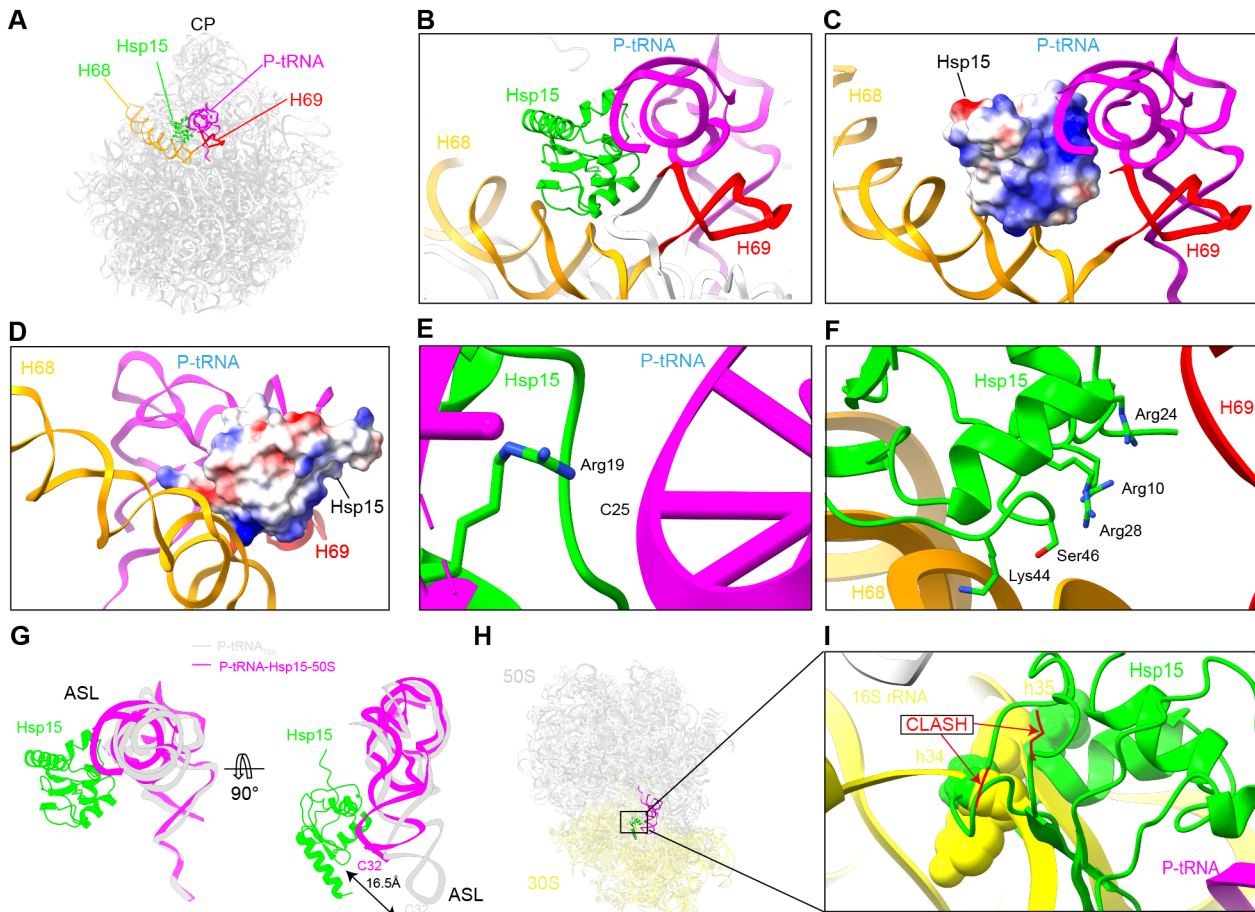 A
CP
Hsp15
H68
P-tRNA
H69
B
P-tRNA
Hsp15
H68
H69
C
P-tRNA
Hsp15
H68
H69
D
P-tRNA
H68
Hsp15
H69
E
P-tRNA
Hsp15
Arg19
C25
F
Hsp15
H69
Arg24
Arg10
Arg28
Ser46
Lys44
H68
G
P-tRNA70S
P-tRNA-Hsp15-50S
ASL
Hsp15
90°
Hsp15
C32
16.5Å
C32
ASL
H
50S
30S
I
16S rRNA
h35
Hsp15
CLASH
h34
P-tRNA